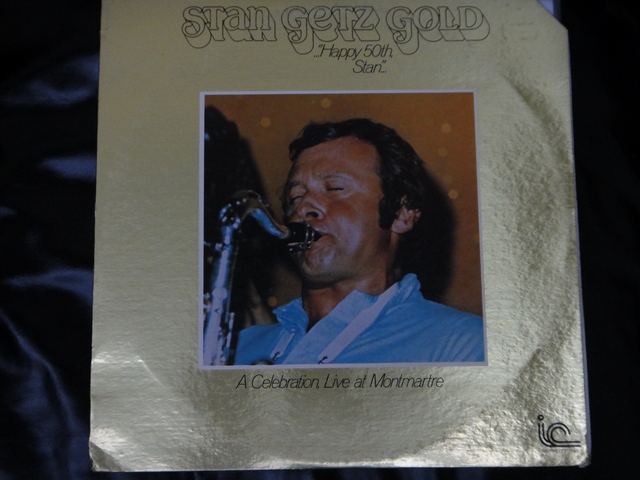 STAN GETZ GOLD
..."Happy 50th,
Stan"...
A Celebration, Live at Montmartre
ic